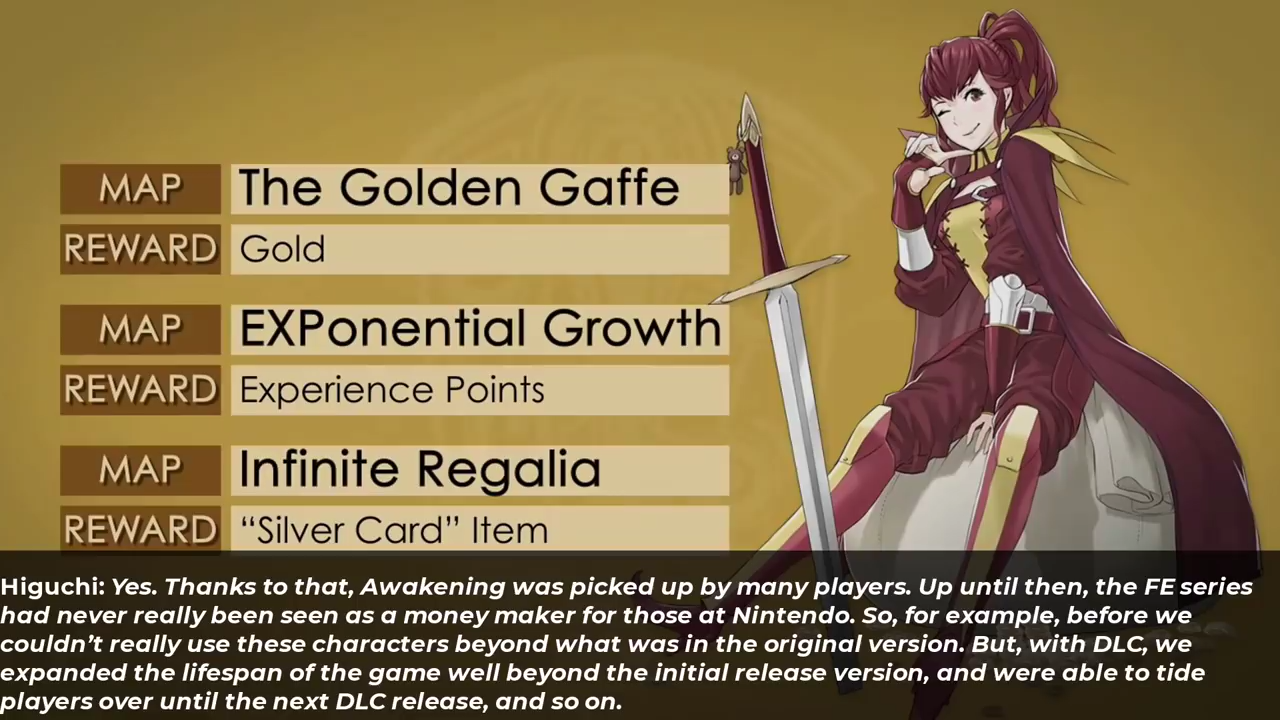 MAP The Golden Gaffe
REWARD Gold
MAP EXPonential Growth
REWARD Experience Points
MAP Infinite Regalia
REWARD “Silver Card” Item
Higuchi: Yes. Thanks to that, Awakening was picked up by many players. Up until then, the FE series
had never really been seen as a money maker for those at Nintendo. So, for example, before we
couldn’t really use these characters beyond what was in the original version. But, with DLC, we
expanded the lifespan of the game well beyond the initial release version, and were able to tide
players over until the next DLC release, and so on.